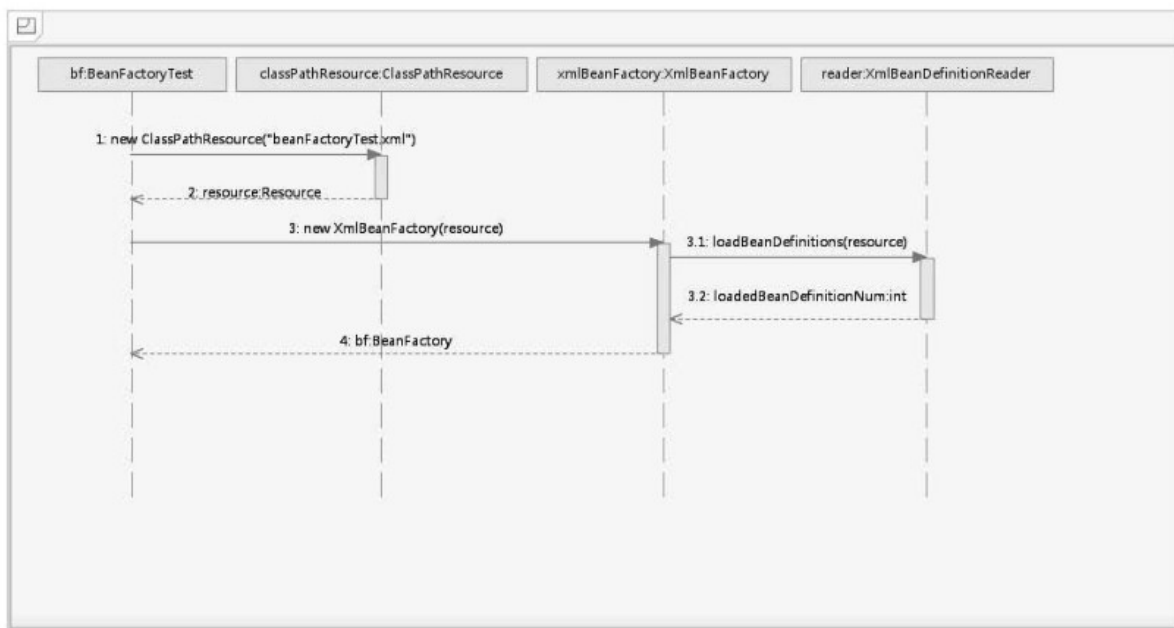 bf:BeanFactoryTest
classPathResource:ClassPathResource
xmlBeanFactory:XmlBeanFactory
reader:XmlBeanDefinitionReader
1: new ClassPathResource("beanFactoryTest.xml")
2: resource:Resource
3: new XmlBeanFactory(resource)
3.1: loadBeanDefinitions(resource)
3.2: loadedBeanDefinitionNum:int
4: bf:BeanFactory